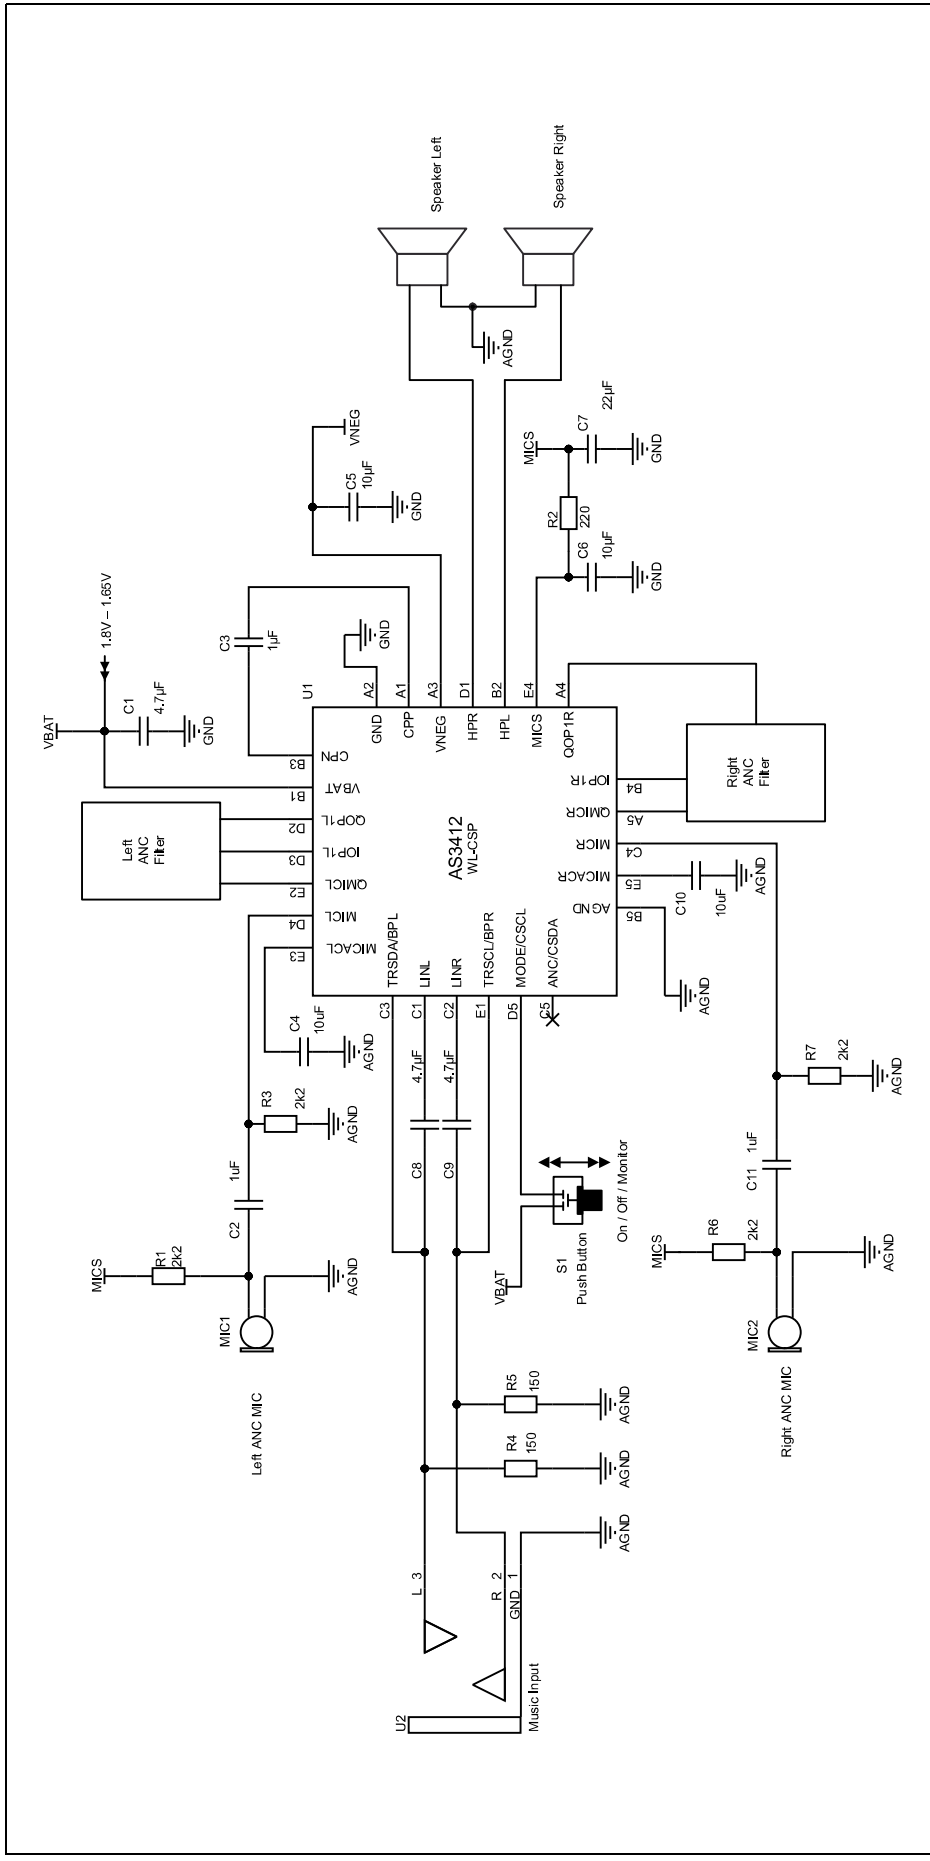 Speaker Left
Speaker Right
AGND
VNEG
C5
10µF
GND
MICS
C7
22µF
GND
R2
220
C6
10µF
GND
1.8V – 1.65V
VBAT
C1
4.7µF
GND
C3
1µF
GND
U1
A2
A1
A3
D1
B2
E4
A4
GND
CPP
VNEG
HPR
HPL
MICS
QOP1R
B3
CPN
B1
VBAT
D2
QOP1L
D3
IOP1L
E2
QMICL
D4
MICL
E3
MICACL
Left
ANC
Filter
AS3412
WL-CSP
IOP1R
B4
QMICR
A5
MICR
C4
MICACR
E5
AGND
B5
Right
ANC
Filter
C10
10uF
AGND
AGND
TRSDA/BPL
LINL
LINR
TRSCL/BPR
MODE/CSCL
ANC/CSDA
C3
C1
C2
E1
D5
C5
C4
10uF
AGND
4.7µF
4.7µF
C8
C9
R3
2k2
AGND
1uF
C2
MICS
R1
2k2
AGND
MIC1
Left ANC MIC
On / Off / Monitor
S1
Push Button
VBAT
R7
2k2
AGND
1uF
C11
MICS
R6
2k2
AGND
MIC2
Right ANC MIC
R5
150
AGND
R4
150
AGND
AGND
L 3
R 2
GND 1
U2
Music Input